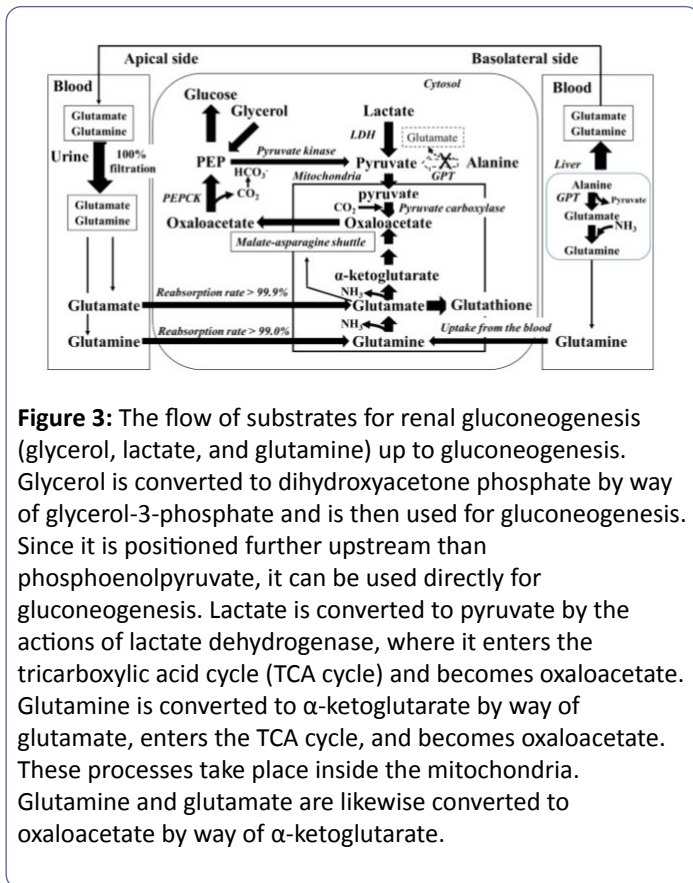 Apical side
Basolateral side
Blood
Cytosol
Blood
Glucose
Glycerol
Lactate
Glutamate
Glutamine
LDH
Glutamate
Glutamate
Glutamine
Urine
100%
filtration
PEP
Pyruvate kinase
Pyruvate
Alanine
GPT
Liver
HCO₃⁻
Mitochondria
PEPCK
CO₂
pyruvate
CO₂
Pyruvate carboxylase
Alanine
GPT
Pyruvate
Glutamate
NH₃
Glutamine
Glutamate
Glutamine
Oxaloacetate
Oxaloacetate
Malate-asparagine shuttle
α-ketoglutarate
NH₃
Glutamate
Reabsorption rate > 99.9%
Glutamate
Glutathione
NH₃
Glutamine
Reabsorption rate > 99.0%
Glutamine
Uptake from the blood
Glutamine
Figure 3: The flow of substrates for renal gluconeogenesis
(glycerol, lactate, and glutamine) up to gluconeogenesis.
Glycerol is converted to dihydroxyacetone phosphate by way
of glycerol-3-phosphate and is then used for gluconeogenesis.
Since it is positioned further upstream than
phosphoenolpyruvate, it can be used directly for
gluconeogenesis. Lactate is converted to pyruvate by the
actions of lactate dehydrogenase, where it enters the
tricarboxylic acid cycle (TCA cycle) and becomes oxaloacetate.
Glutamine is converted to α-ketoglutarate by way of
glutamate, enters the TCA cycle, and becomes oxaloacetate.
These processes take place inside the mitochondria.
Glutamine and glutamate are likewise converted to
oxaloacetate by way of α-ketoglutarate.